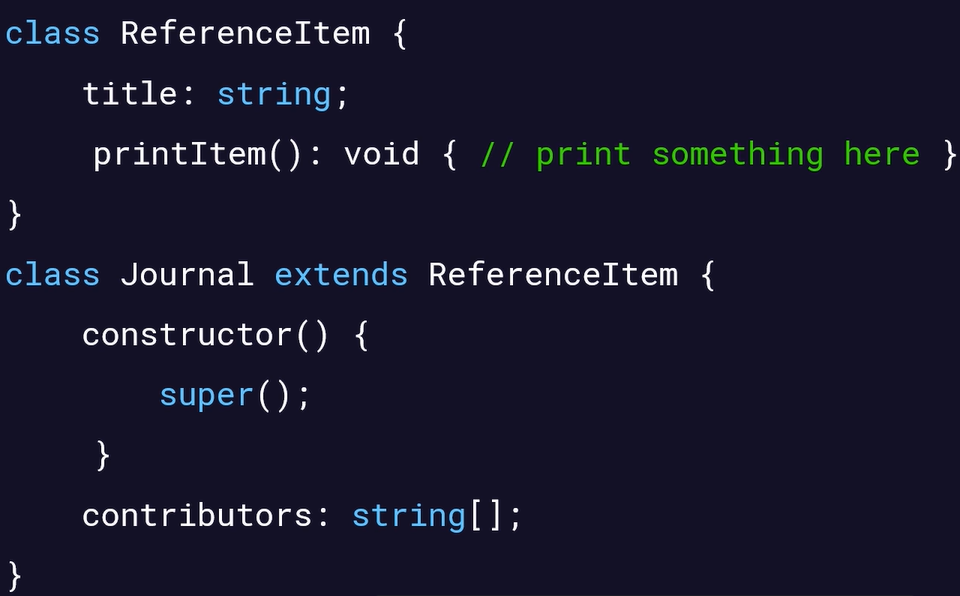 class ReferenceItem {
title: string;
printItem(): void { // print something here }
}
class Journal extends ReferenceItem {
constructor() {
super();
}
contributors: string[];
}